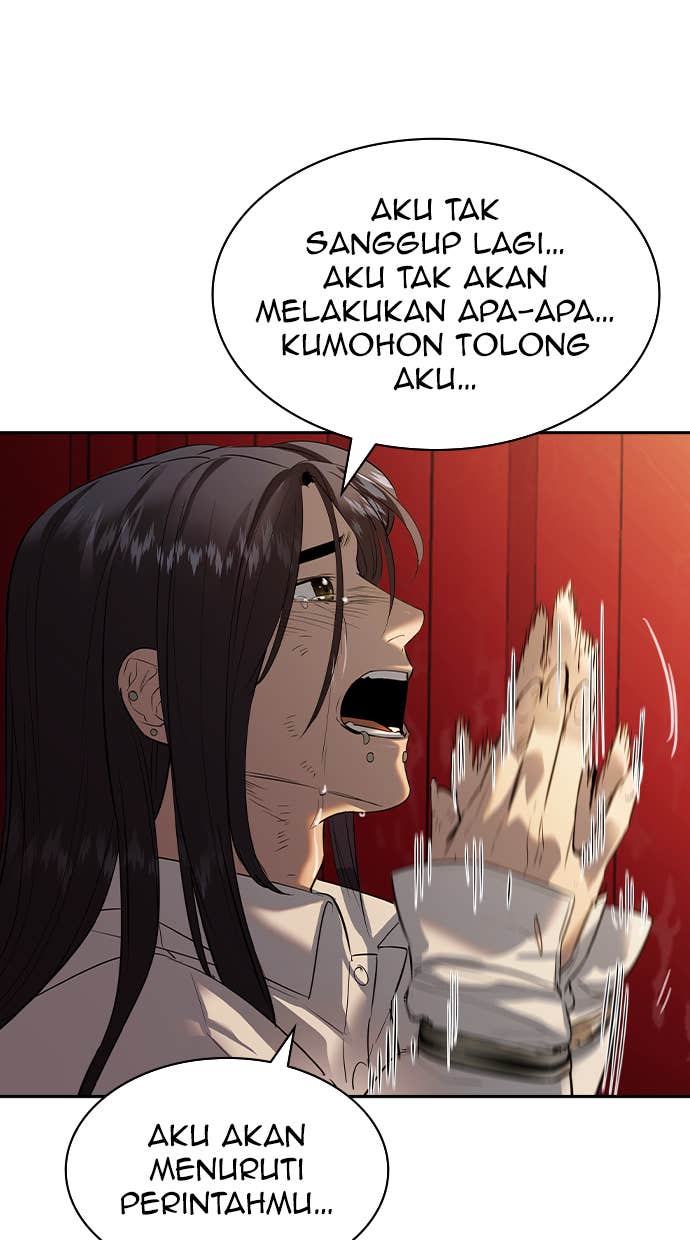 AKU TAK
SANGGUP LAGI...
AKU TAK AKAN
MELAKUKAN APA-APA...
KUMOHON TOLONG
AKU...
AKU AKAN
MENURUTI
PERINTAHMU...